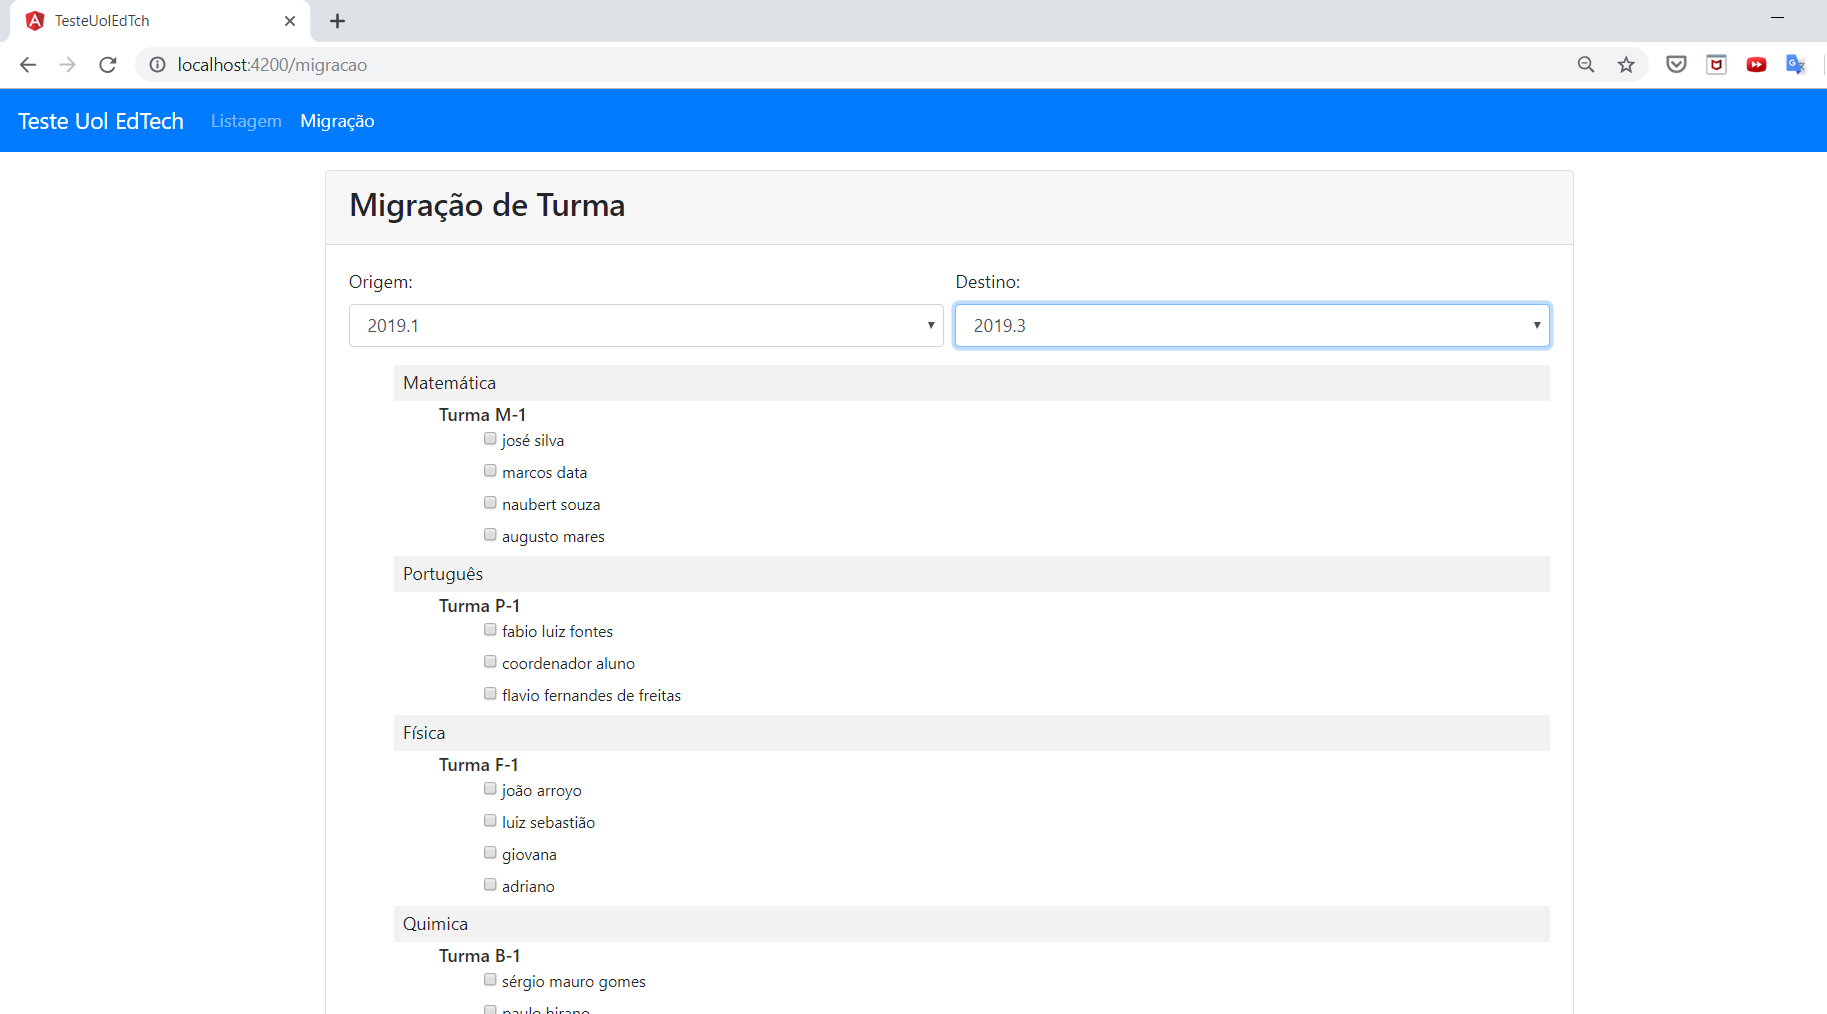 TesteUolEdTch
localhost:4200/migracao
Teste Uol EdTech Listagem Migração
Migração de Turma
Origem: Destino:
2019.1 2019.3
Matemática
Turma M-1
josé silva
marcos data
naubert souza
augusto mares
Português
Turma P-1
fabio luiz fontes
coordenador aluno
flavio fernandes de freitas
Física
Turma F-1
joão arroyo
luiz sebastião
giovana
adriano
Quimica
Turma B-1
sérgio mauro gomes
paulo hirano